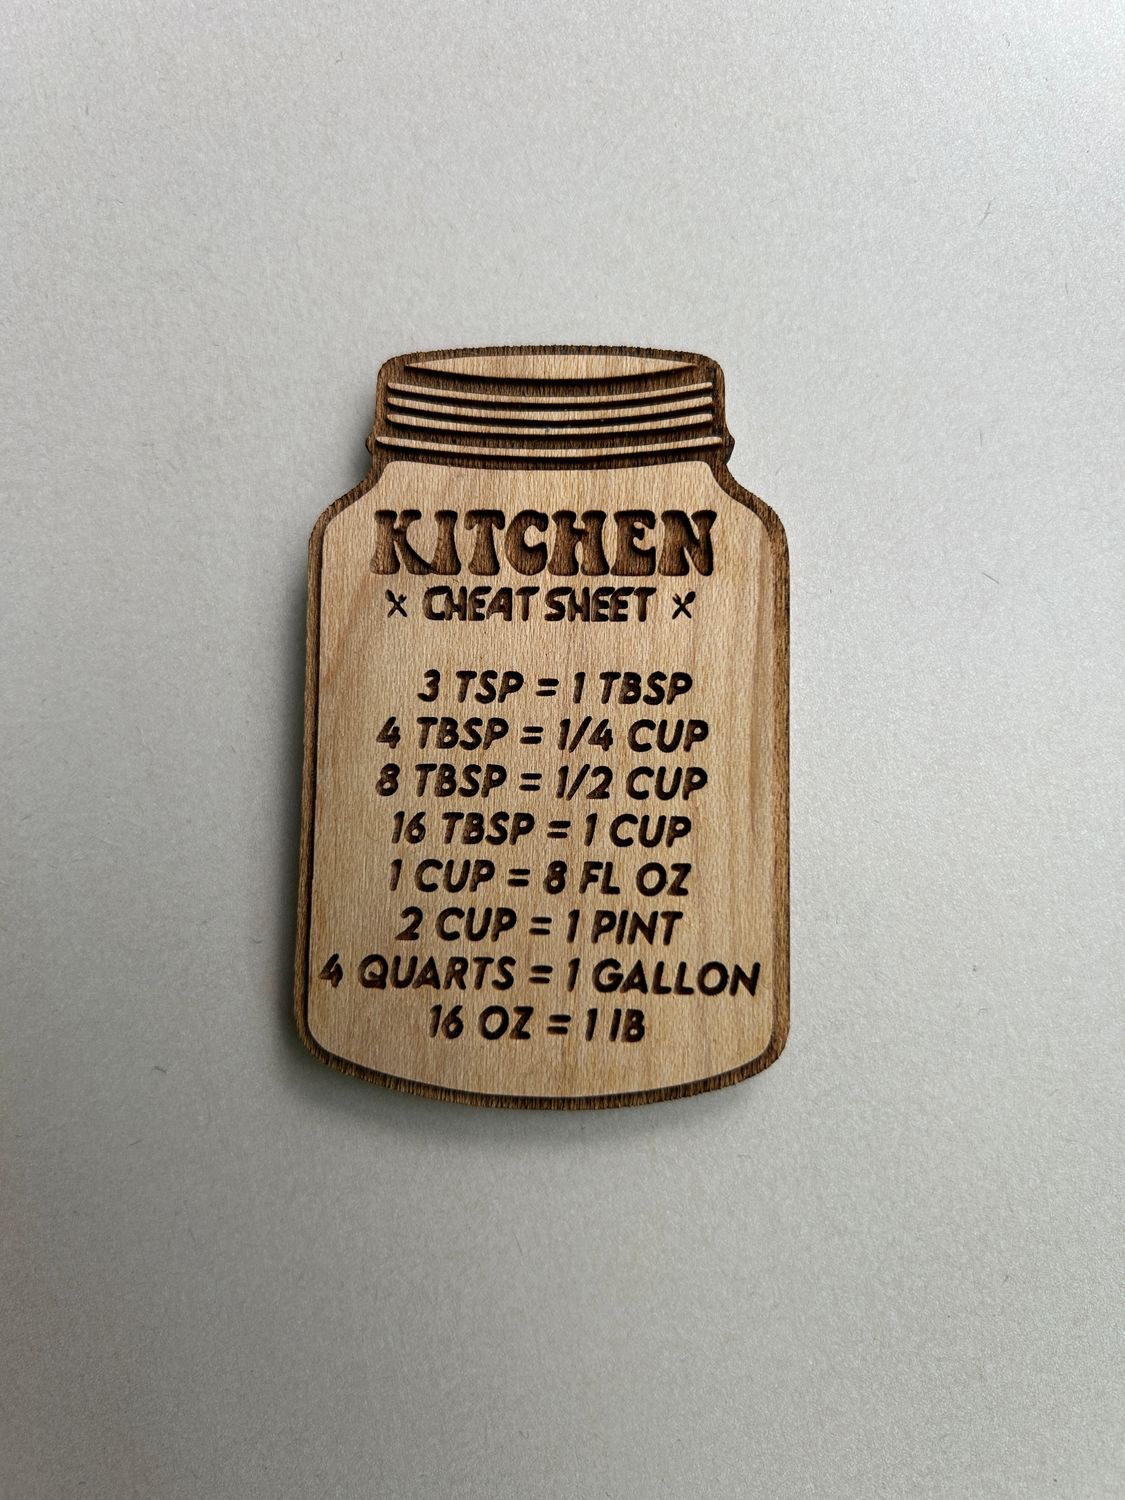 KITCHEN
CHEAT SHEET
3 TSP = 1 TBSP
4 TBSP = 1/4 CUP
8 TBSP = 1/2 CUP
16 TBSP = 1 CUP
1 CUP = 8 FL OZ
2 CUP = 1 PINT
4 QUARTS = 1 GALLON
16 OZ = 1 IB